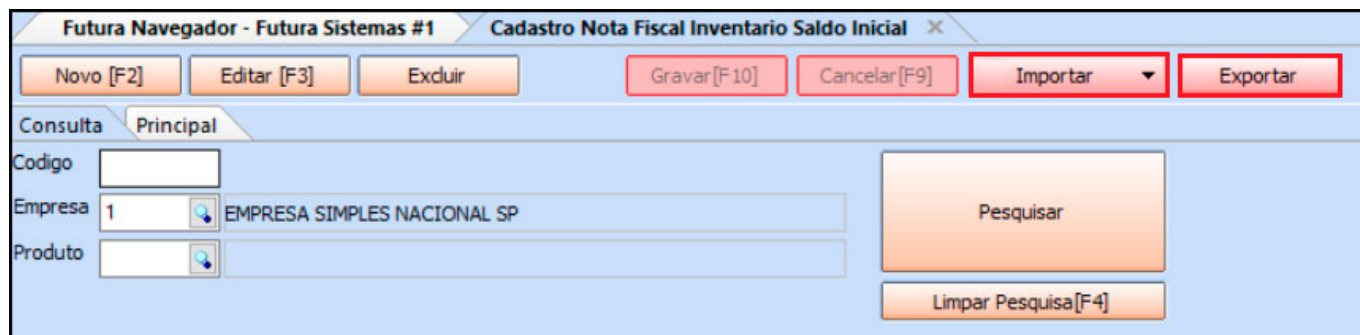 Futura Navegador - Futura Sistemas #1 Cadastro Nota Fiscal Inventario Saldo Inicial
Novo [F2] Editar [F3] Excluir Gravar[F10] Cancelar[F9] Importar Exportar
Consulta Principal
Codigo
Empresa 1 EMPRESA SIMPLES NACIONAL SP Pesquisar
Produto
Limpar Pesquisa[F4]